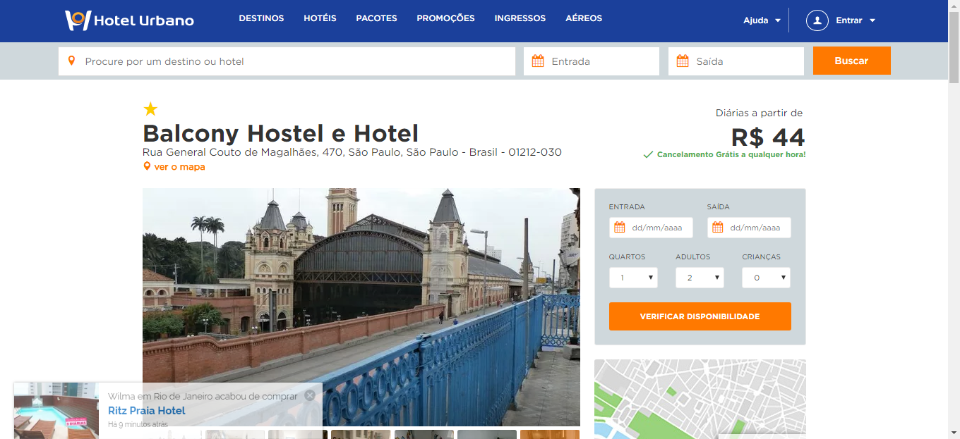 Hotel Urbano
DESTINOS HOTÉIS PACOTES PROMOÇÕES INGRESSOS AÉREOS
Ajuda Entrar
Procure por um destino ou hotel Entrada Saída Buscar
Diárias a partir de
Balcony Hostel e Hotel
R$ 44
Rua General Couto de Magalhães, 470, São Paulo, São Paulo - Brasil - 01212-030
Cancelamento Grátis a qualquer hora!
ver o mapa
ENTRADA SAÍDA
dd/mm/aaaa dd/mm/aaaa
QUARTOS ADULTOS CRIANÇAS
1 2 0
VERIFICAR DISPONIBILIDADE
Wilma em Rio de Janeiro acabou de comprar
Ritz Praia Hotel
Há 9 minutos atrás